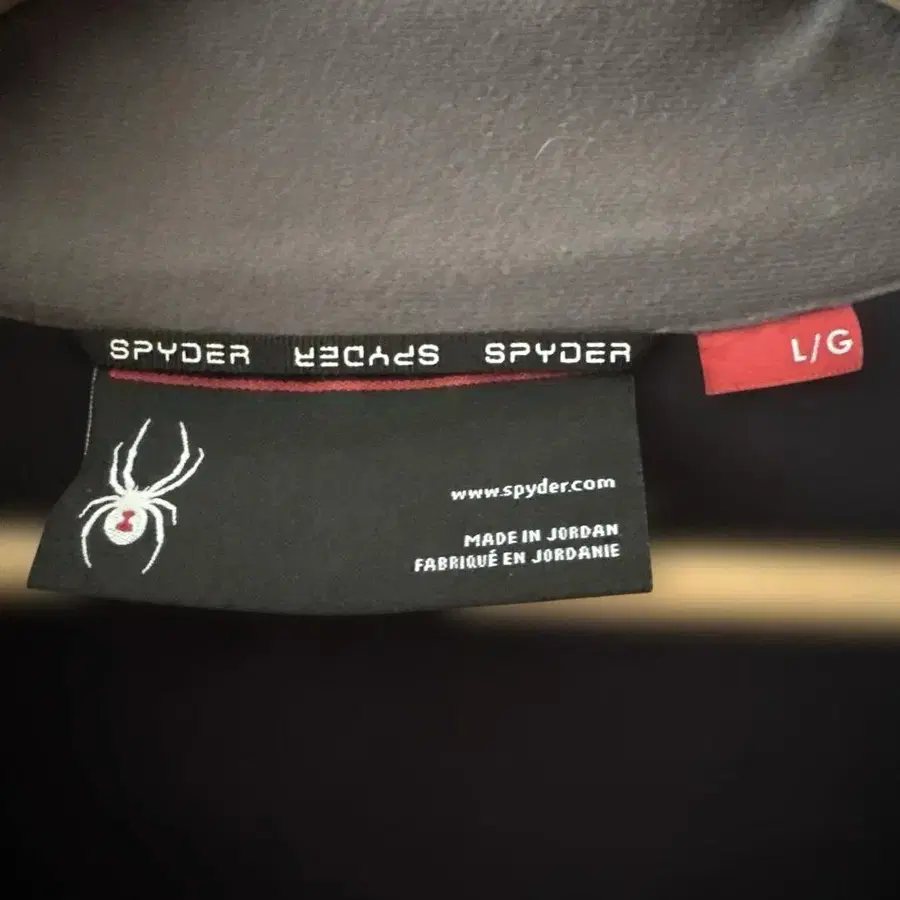 SPYDER SPYDER SPYDER
L/G
www.spyder.com
MADE IN JORDAN
FABRIQUÉ EN JORDANIE